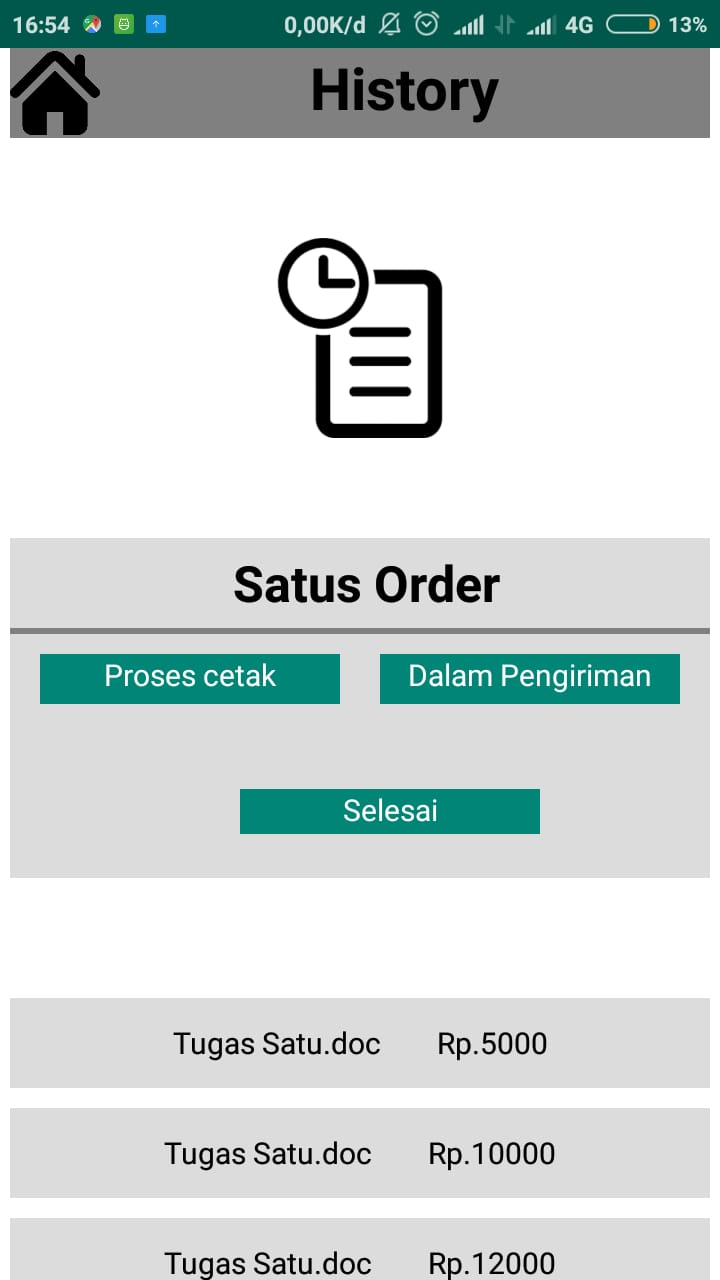 16:54 0,00K/d 4G 13%
History
Satus Order
Proses cetak Dalam Pengiriman
Selesai
Tugas Satu.doc Rp.5000
Tugas Satu.doc Rp.10000
Tugas Satu.doc Rp.12000